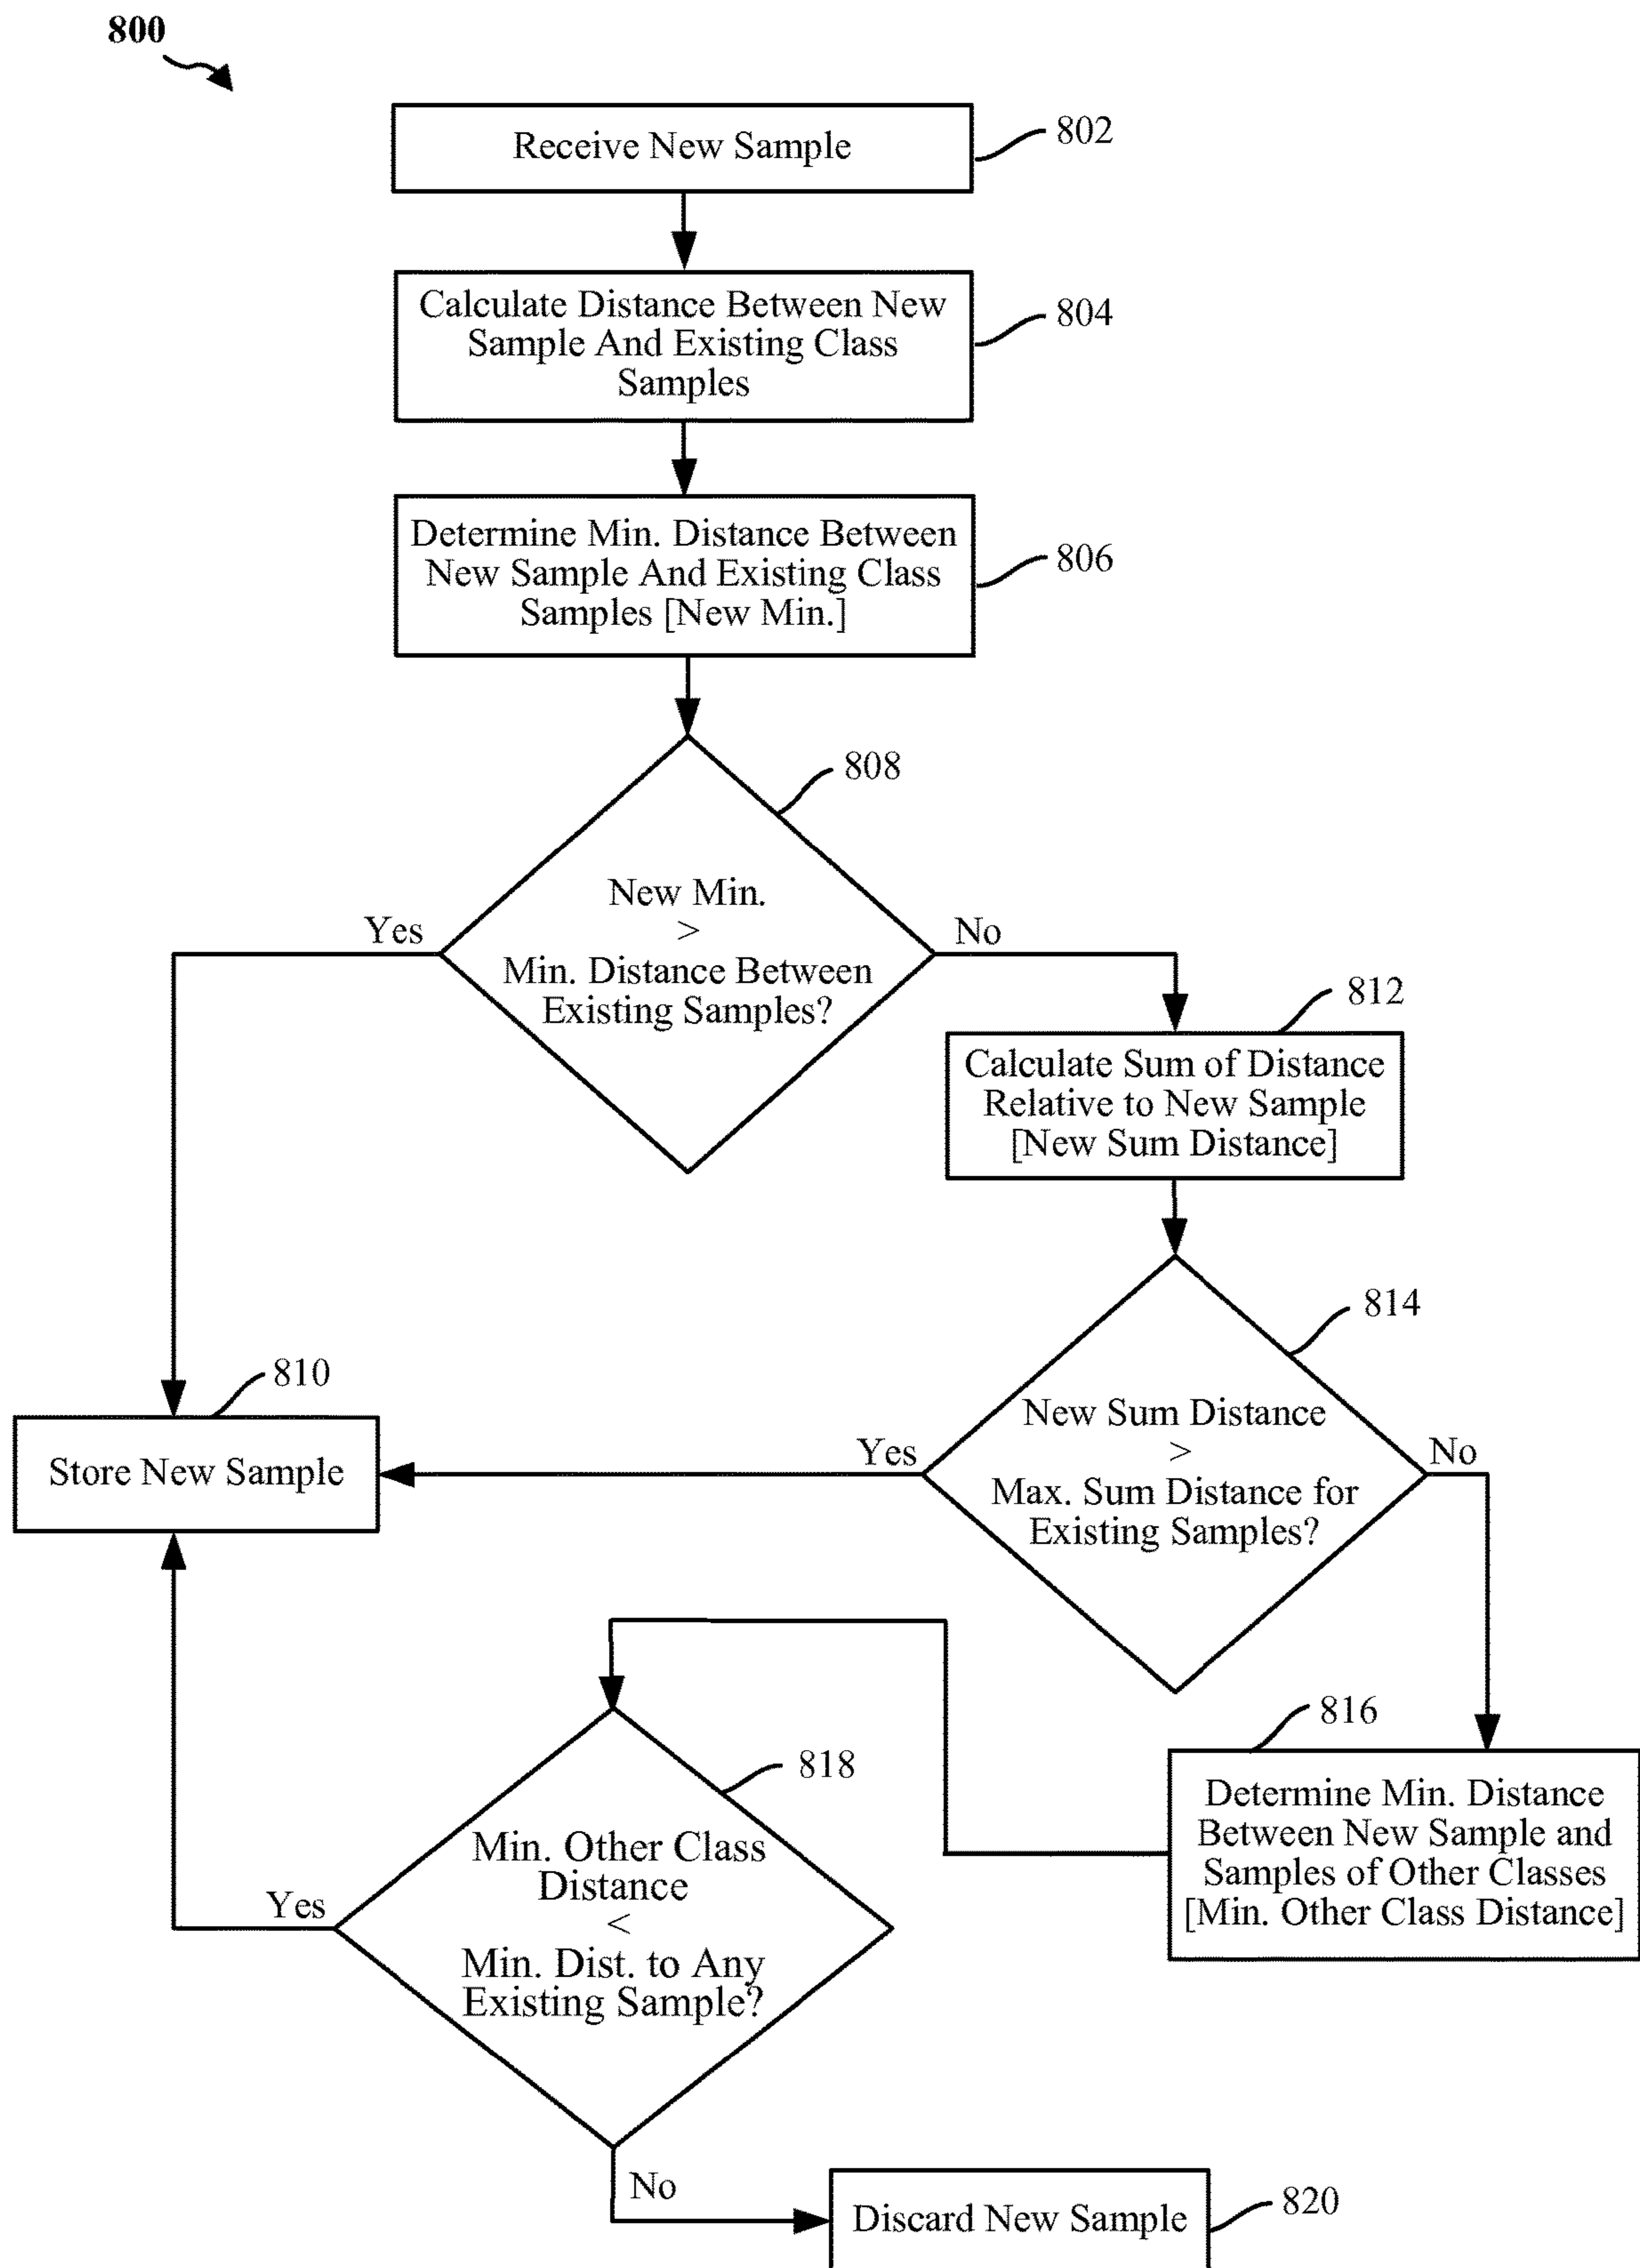 800
Receive New Sample
802
Calculate Distance Between New
Sample And Existing Class
Samples
804
Determine Min. Distance Between
New Sample And Existing Class
Samples [New Min.]
806
808
New Min.
>
Min. Distance Between
Existing Samples?
Yes
No
812
Calculate Sum of Distance
Relative to New Sample
[New Sum Distance]
814
New Sum Distance
>
Max. Sum Distance for
Existing Samples?
Yes
No
810
Store New Sample
816
Determine Min. Distance
Between New Sample and
Samples of Other Classes
[Min. Other Class Distance]
818
Min. Other Class
Distance
<
Min. Dist. to Any
Existing Sample?
Yes
No
Discard New Sample
820